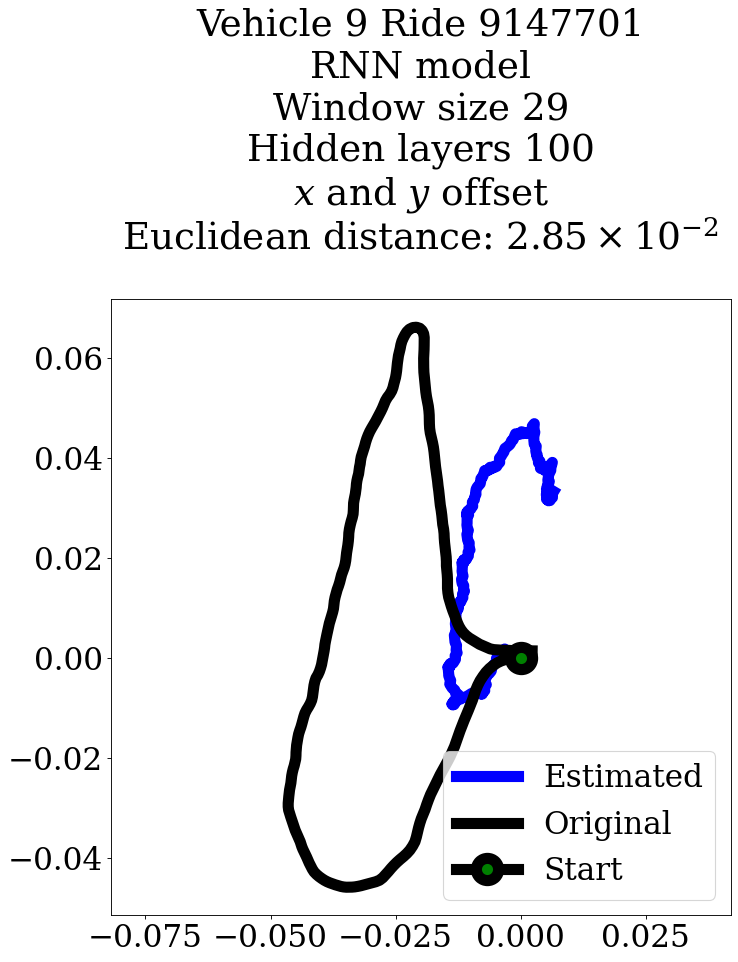 Vehicle 9 Ride 9147701
RNN model
Window size 29
Hidden layers 100
x and y offset
Euclidean distance: 2.85 × 10⁻²
0.06
0.04
0.02
0.00
−0.02
−0.04
Estimated
Original
Start
−0.075 −0.050 −0.025 0.000 0.025